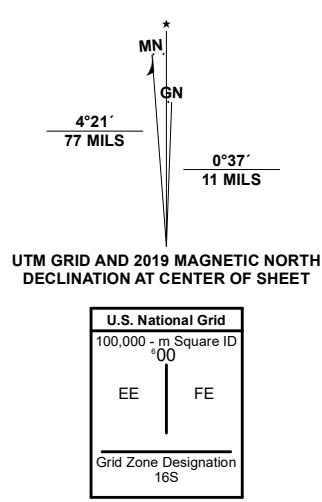 MN
GN
4°21´
77 MILS
0°37´
11 MILS
UTM GRID AND 2019 MAGNETIC NORTH
DECLINATION AT CENTER OF SHEET
U.S. National Grid
100,000 - m Square ID
⁶00
EE FE
Grid Zone Designation
16S